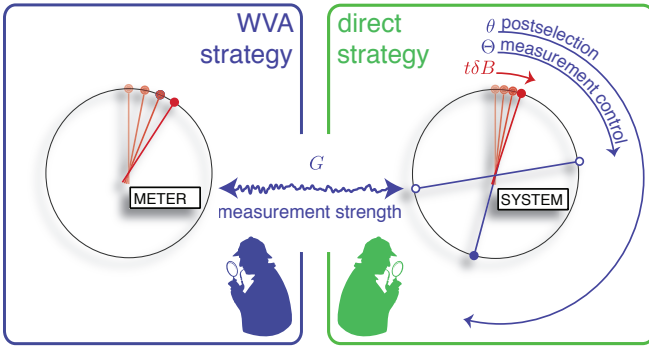 WVA
strategy
direct
strategy
θ postselection
Θ measurement control
tδB
G
measurement strength
METER
SYSTEM